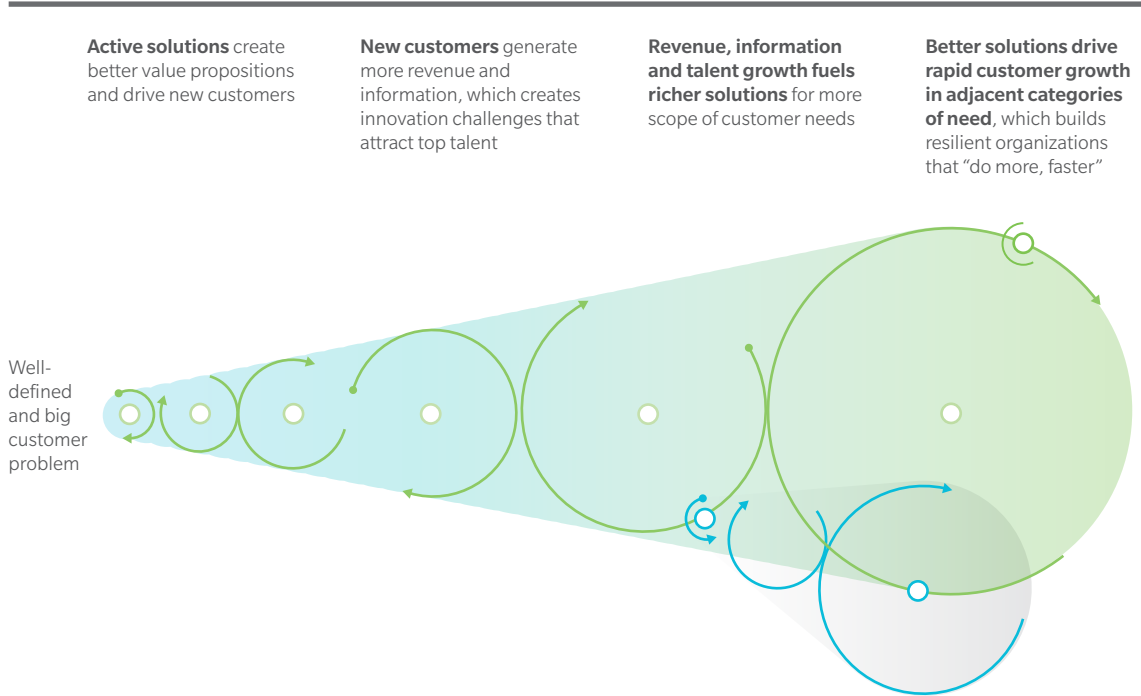 Active solutions create
better value propositions
and drive new customers
New customers generate
more revenue and
information, which creates
innovation challenges that
attract top talent
Revenue, information
and talent growth fuels
richer solutions for more
scope of customer needs
Better solutions drive
rapid customer growth
in adjacent categories
of need, which builds
resilient organizations
that “do more, faster”
Well-
defined
and big
customer
problem